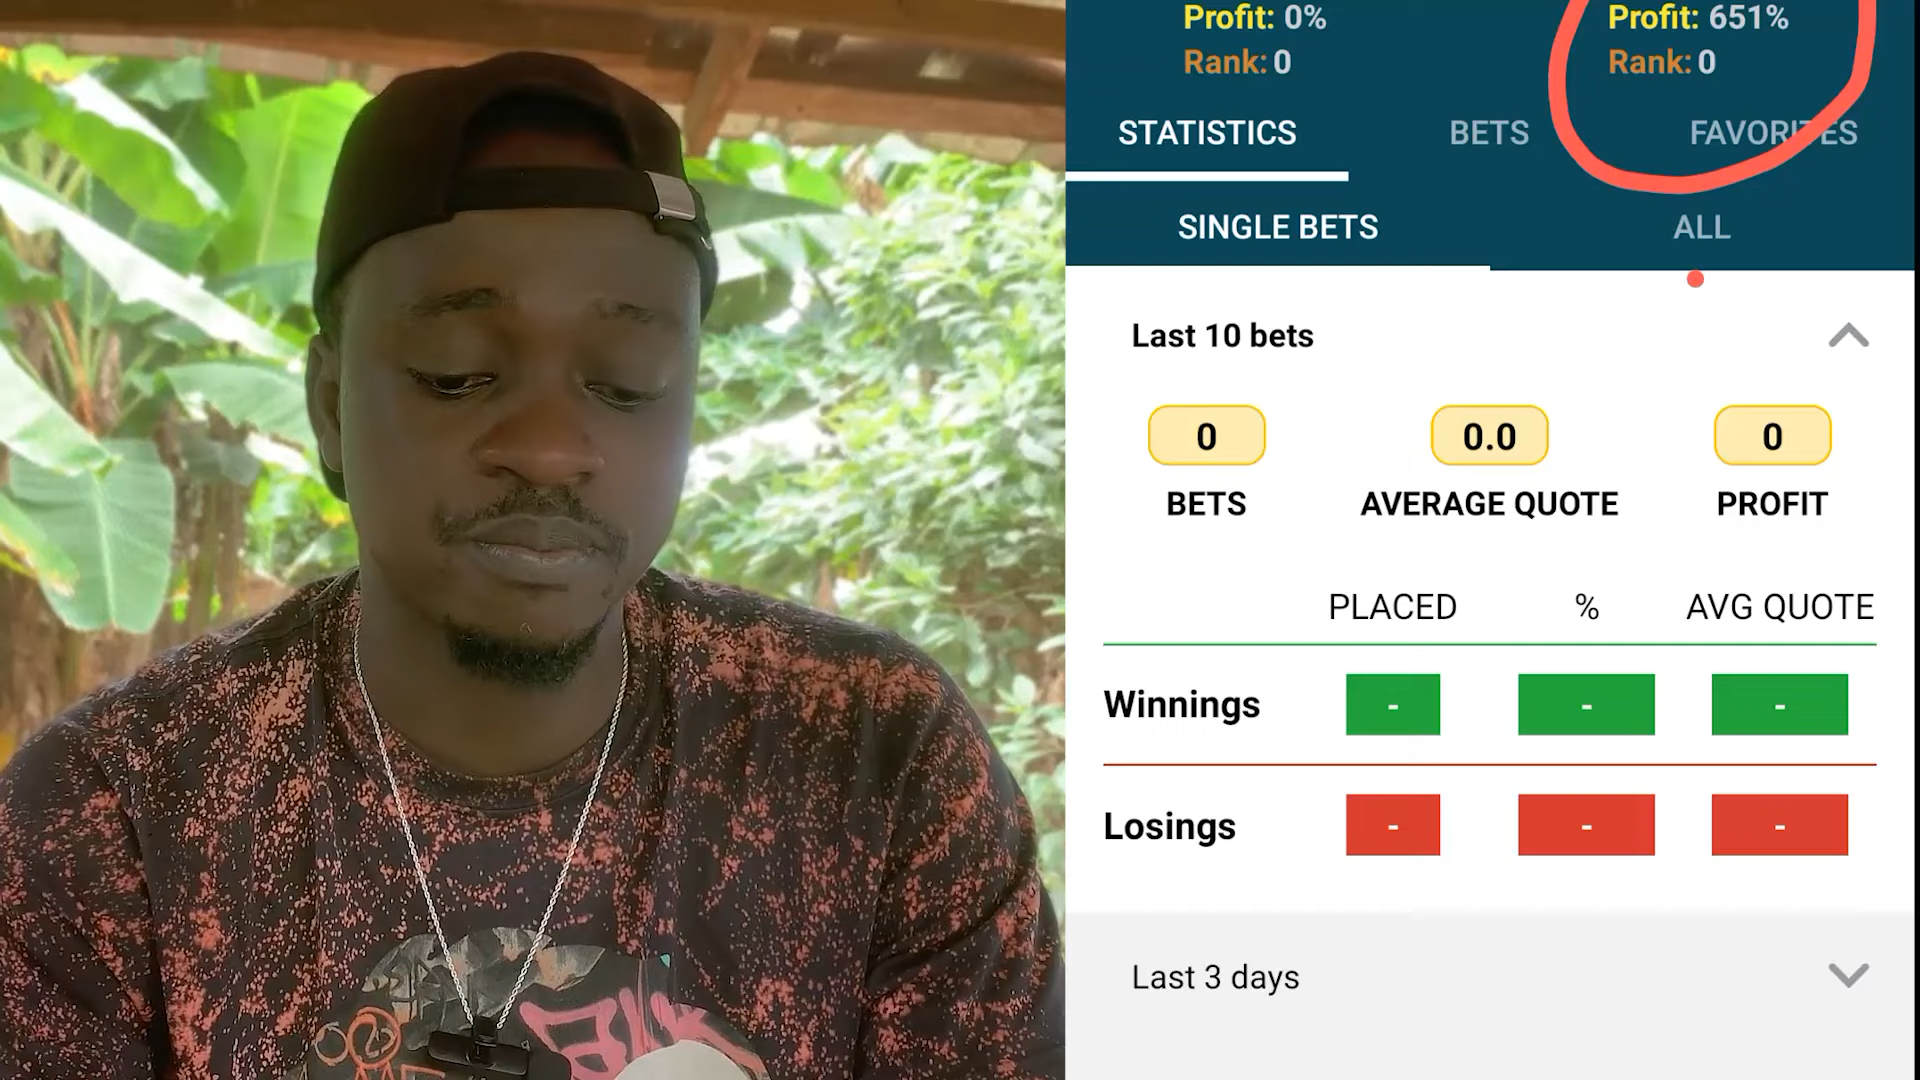 Profit: 0%
Rank: 0
Profit: 651%
Rank: 0
STATISTICS
BETS
FAVORITES
SINGLE BETS
ALL
Last 10 bets
0
0.0
0
BETS
AVERAGE QUOTE
PROFIT
PLACED
%
AVG QUOTE
Winnings
-
-
-
Losings
-
-
-
Last 3 days